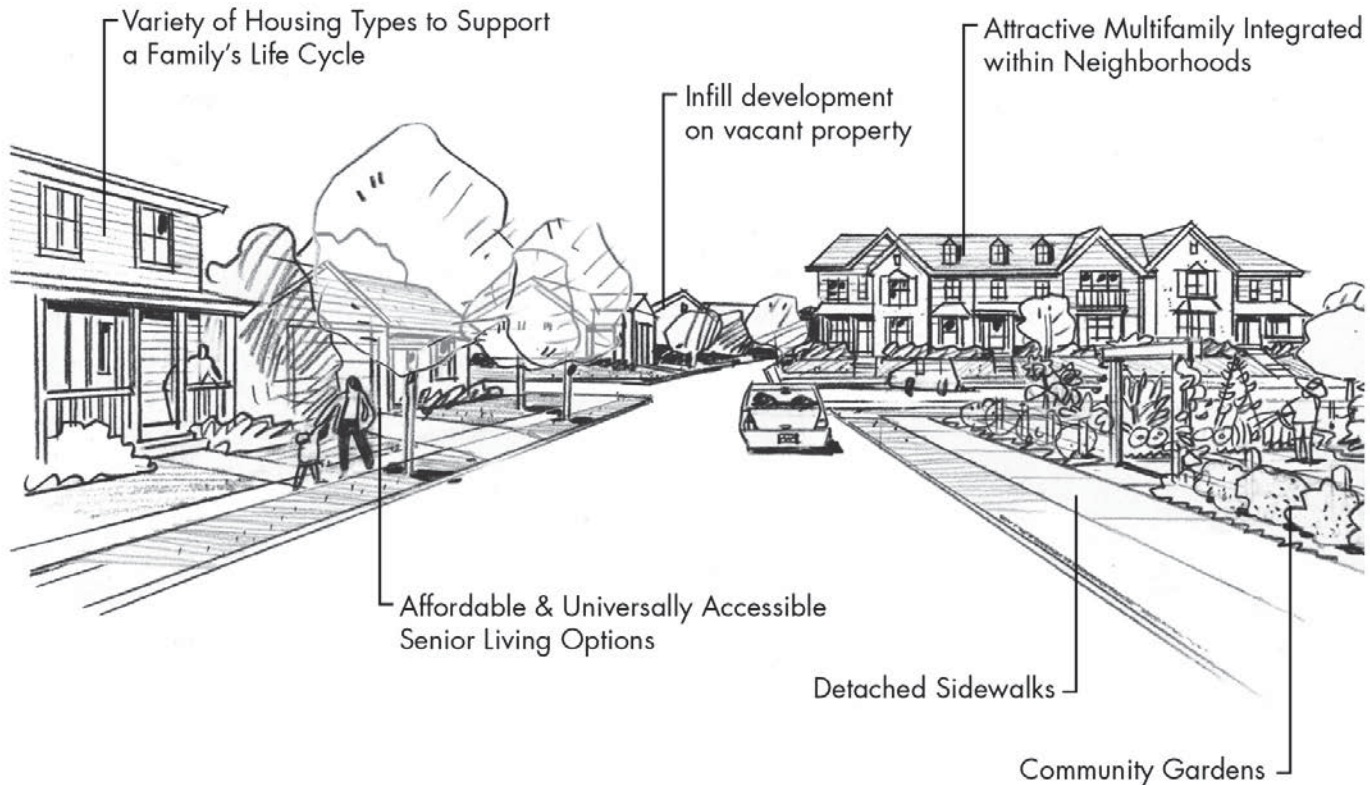 Variety of Housing Types to Support
a Family's Life Cycle
Attractive Multifamily Integrated
within Neighborhoods
Infill development
on vacant property
Affordable & Universally Accessible
Senior Living Options
Detached Sidewalks
Community Gardens